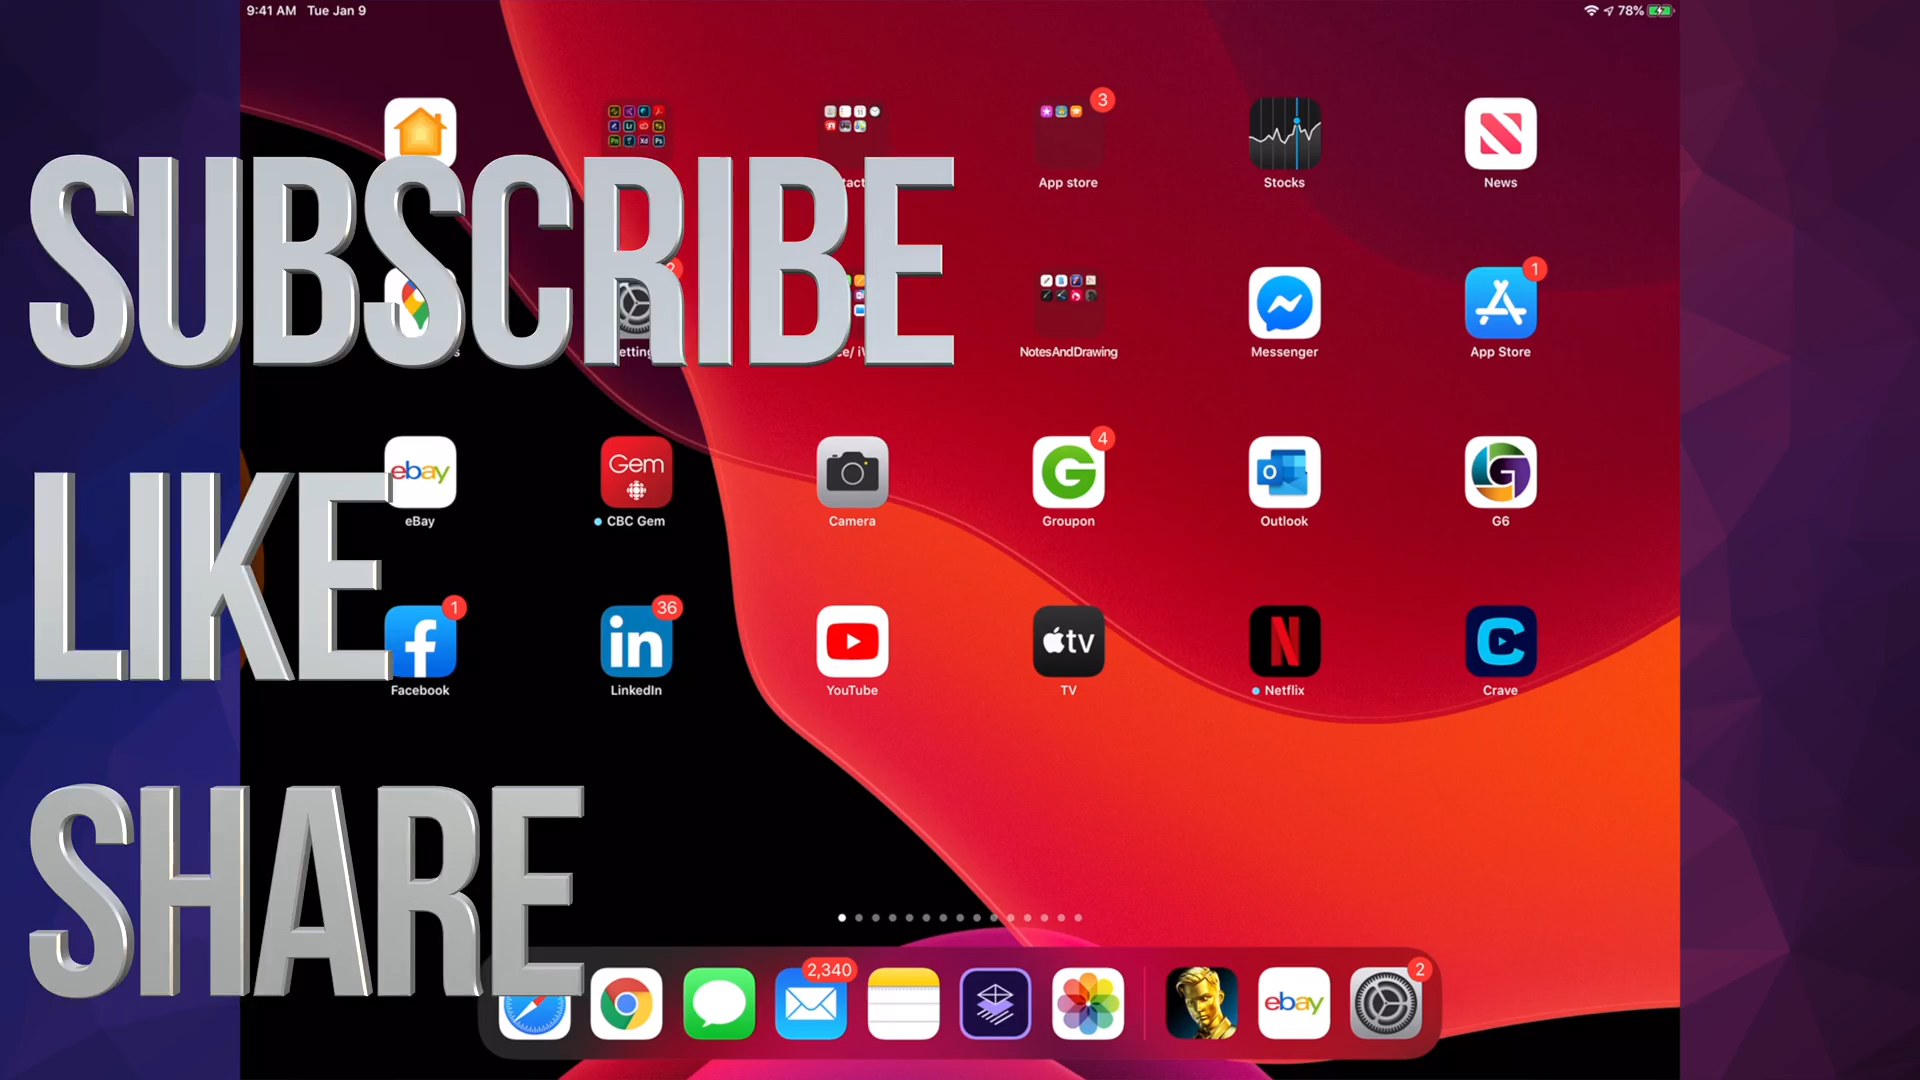 9:41 AM Tue Jan 9
78%
3
App store
Stocks
News
SUBSCRIBE
1
NotesAndDrawing
Messenger
App Store
ebay
Gem
4
eBay
CBC Gem
Camera
Groupon
Outlook
G6
LIKE
1
36
in
tv
N
Facebook
LinkedIn
YouTube
TV
Netflix
Crave
SHARE
2,340
ebay
2